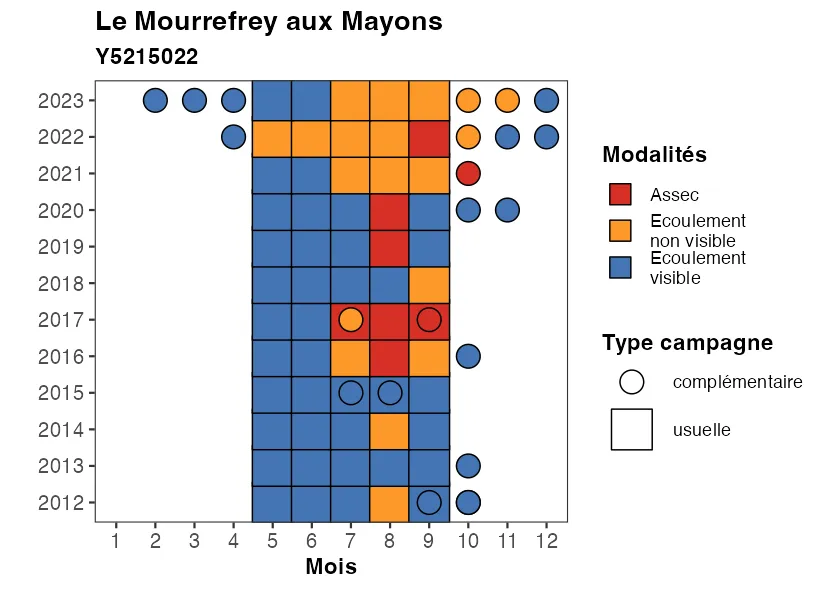 Le Mourrefrey aux Mayons
Y5215022
2023
2022
2021
2020
2019
2018
2017
2016
2015
2014
2013
2012
1 2 3 4 5 6 7 8 9 10 11 12
Mois
Modalités
Assec
Ecoulement
non visible
Ecoulement
visible
Type campagne
complémentaire
usuelle